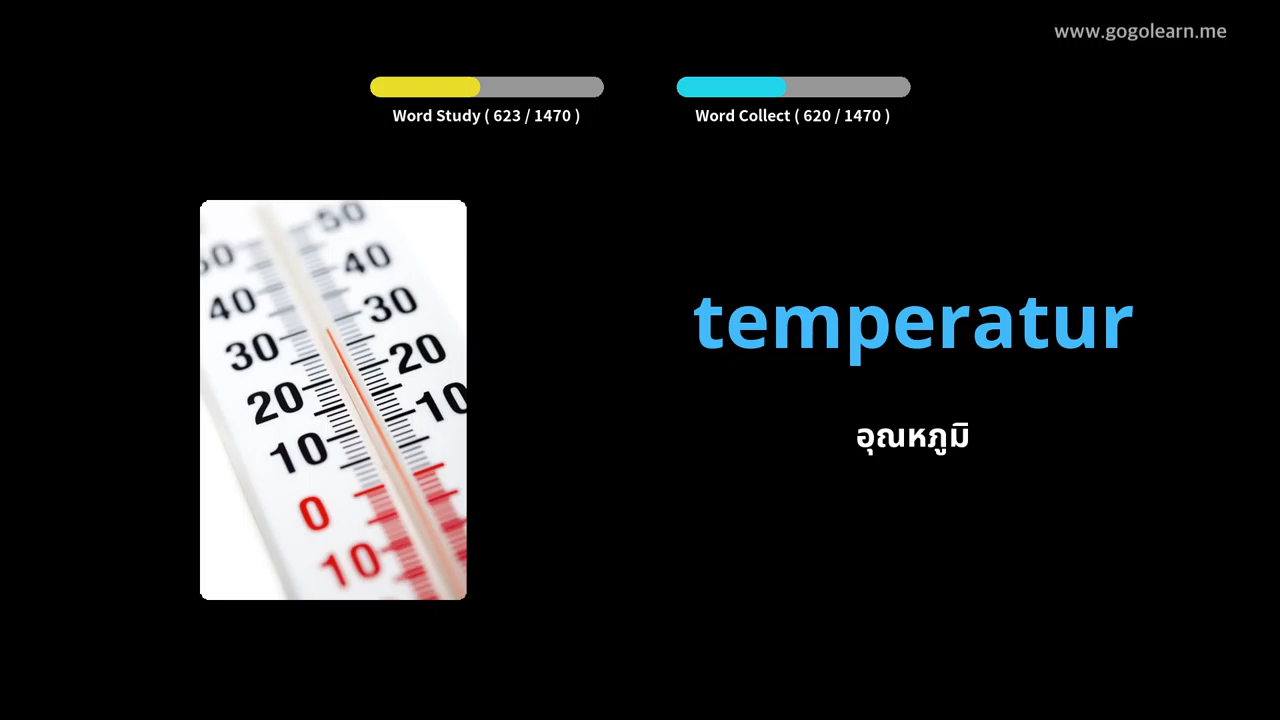 www.gogolearn.me
Word Study ( 623 / 1470 )
Word Collect ( 620 / 1470 )
50
50
40
40
30
30
20
20
10
10
0
10
temperatur
อุณหภูมิ